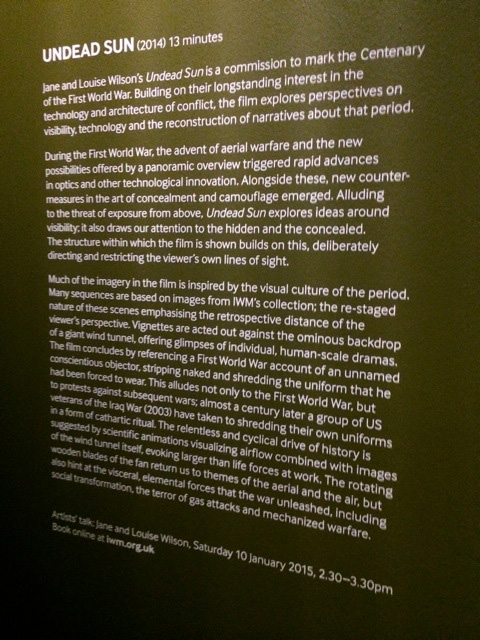 UNDEAD SUN (2014) 13 minutes
Jane and Louise Wilson's Undead Sun is a commission to mark the Centenary
of the First World War. Building on their longstanding interest in the
technology and architecture of conflict, the film explores perspectives on
visibility, technology and the reconstruction of narratives about that period.
During the First World War, the advent of aerial warfare and the new
possibilities offered by a panoramic overview triggered rapid advances
in optics and other technological innovation. Alongside these, new counter-
measures in the art of concealment and camouflage emerged. Alluding
to the threat of exposure from above, Undead Sun explores ideas around
visibility; it also draws our attention to the hidden and the concealed.
The structure within which the film is shown builds on this, deliberately
directing and restricting the viewer's own lines of sight.
Much of the imagery in the film is inspired by the visual culture of the period.
Many sequences are based on images from IWM's collection; the re-staged
nature of these scenes emphasising the retrospective distance of the
viewer's perspective. Vignettes are acted out against the ominous backdrop
of a giant wind tunnel, offering glimpses of individual, human-scale dramas.
The film concludes by referencing a First World War account of an unnamed
conscientious objector, stripping naked and shredding the uniform that he
had been forced to wear. This alludes not only to the First World War, but
to protests against subsequent wars; almost a century later a group of US
veterans of the Iraq War (2003) have taken to shredding their own uniforms
in a form of cathartic ritual. The relentless and cyclical drive of history is
suggested by scientific animations visualizing airflow combined with images
of the wind tunnel itself, evoking larger than life forces at work. The rotating
wooden blades of the fan return us to themes of the aerial and the air, but
also hint at the visceral, elemental forces that the war unleashed, including
social transformation, the terror of gas attacks and mechanized warfare.
Artists' talk: Jane and Louise Wilson, Saturday 10 January 2015, 2.30–3.30pm
Book online at iwm.org.uk